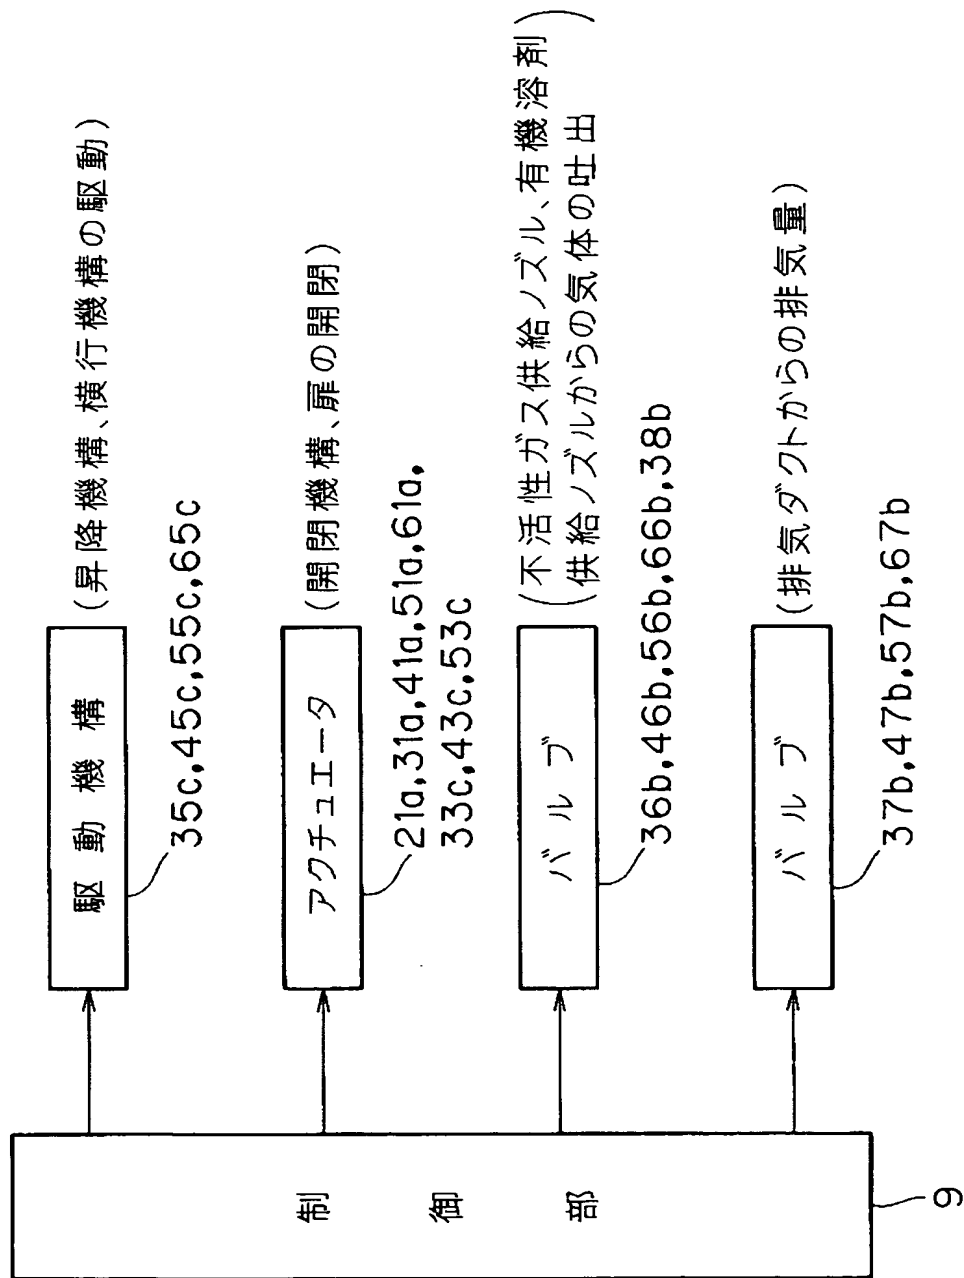 制御部
9
駆動機構
(昇降機構、横行機構の駆動)
35c,45c,55c,65c
アクチュエータ
(開閉機構、扉の開閉)
21a,31a,41a,51a,61a,
33c,43c,53c
バルブ
(不活性ガス供給ノズル、有機溶剤
供給ノズルからの気体の吐出)
36b,46b,56b,66b,38b
バルブ
(排気ダクトからの排気量)
37b,47b,57b,67b